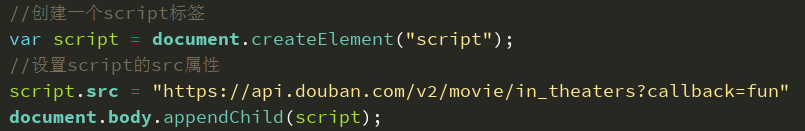 //创建一个script标签
var script = document.createElement("script");
//设置script的src属性
script.src = "https://api.douban.com/v2/movie/in_theaters?callback=fun"
document.body.appendChild(script);